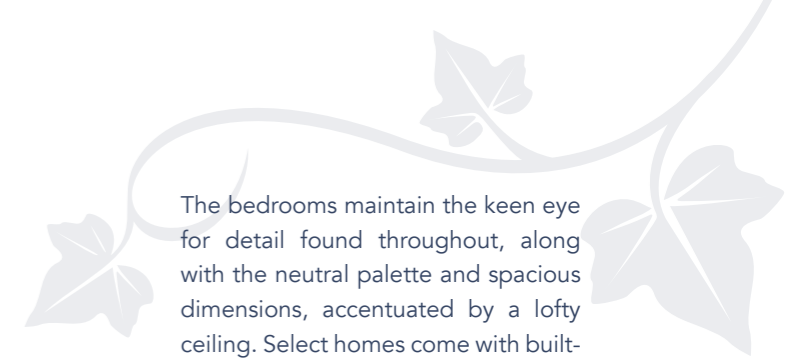 The bedrooms maintain the keen eye
for detail found throughout, along
with the neutral palette and spacious
dimensions, accentuated by a lofty
ceiling. Select homes come with built-